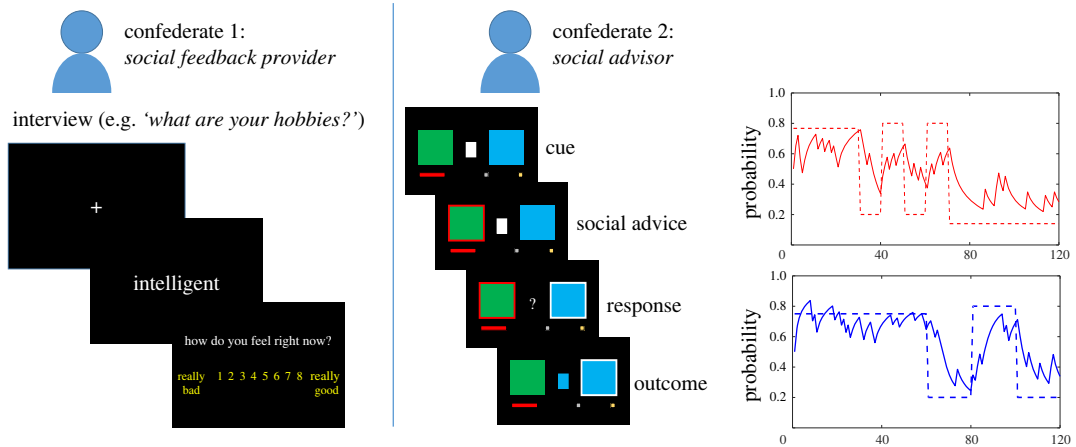 confederate 1:
social feedback provider
interview (e.g. ‘what are your hobbies?’)
+
intelligent
how do you feel right now?
really bad
1 2 3 4 5 6 7 8
really good
confederate 2:
social advisor
cue
social advice
?
response
outcome
probability
1.0
0.8
0.6
0.4
0.2
0
40
80
120
probability
1.0
0.8
0.6
0.4
0.2
0
40
80
120